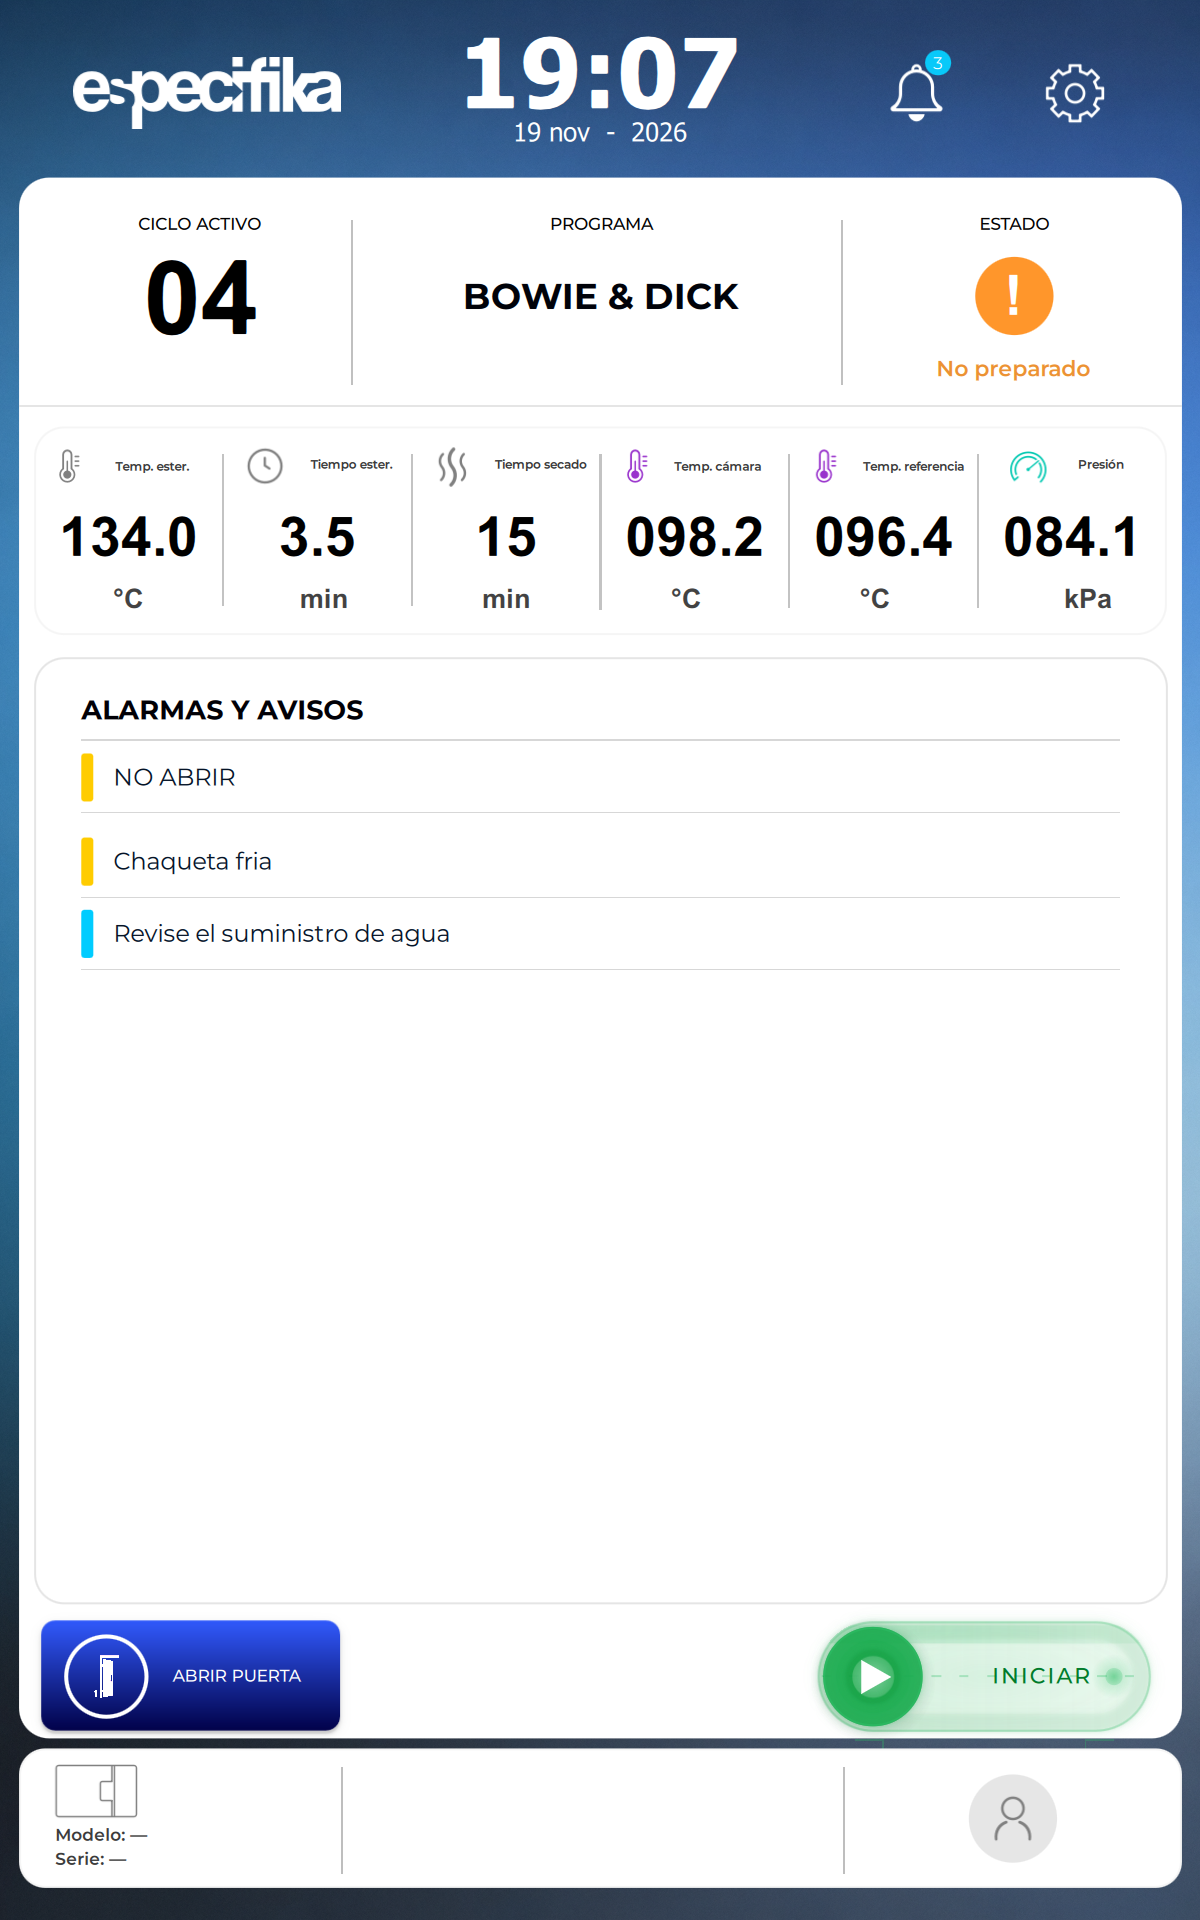 especifika
19:07
3
19 nov - 2026
CICLO ACTIVO
04
PROGRAMA
BOWIE & DICK
ESTADO
!
No preparado
Temp. ester.
134.0
°C
Tiempo ester.
3.5
min
Tiempo secado
15
min
Temp. cámara
098.2
°C
Temp. referencia
096.4
°C
Presión
084.1
kPa
ALARMAS Y AVISOS
NO ABRIR
Chaqueta fria
Revise el suministro de agua
ABRIR PUERTA
INICIAR
Modelo: —
Serie: —